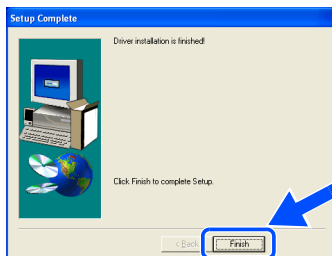 Setup Complete
Driver installation is finished!
Click Finish to complete Setup.
< Back
Finish